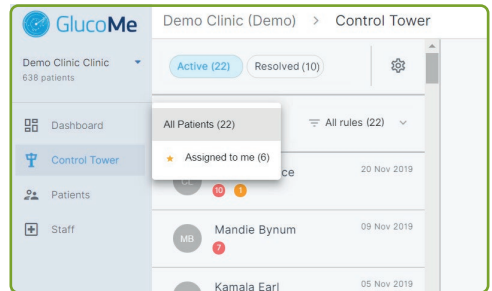 GlucoMe
Demo Clinic (Demo) > Control Tower
Demo Clinic Clinic
638 patients
Active (22)
Resolved (10)
Dashboard
Control Tower
Patients
Staff
All Patients (22)
Assigned to me (6)
All rules (22)
ce
20 Nov 2019
10
1
MB
Mandie Bynum
09 Nov 2019
7
Kamala Earl
05 Nov 2019